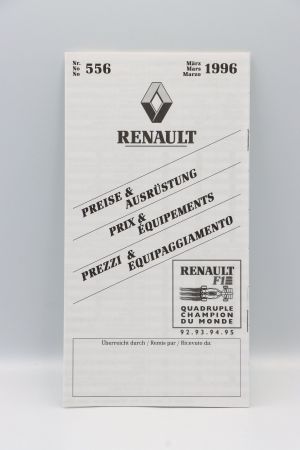 Nr.
No
No
556
März
Mars
Marzo
1996
RENAULT
PREISE &
AUSRÜSTUNG
PRIX &
ÉQUIPEMENTS
PREZZI &
EQUIPAGGIAMENTO
RENAULT
F1
QUADRUPLE
CHAMPION
DU MONDE
92.93.94.95
Überreicht durch / Remis par / Ricevuto da: